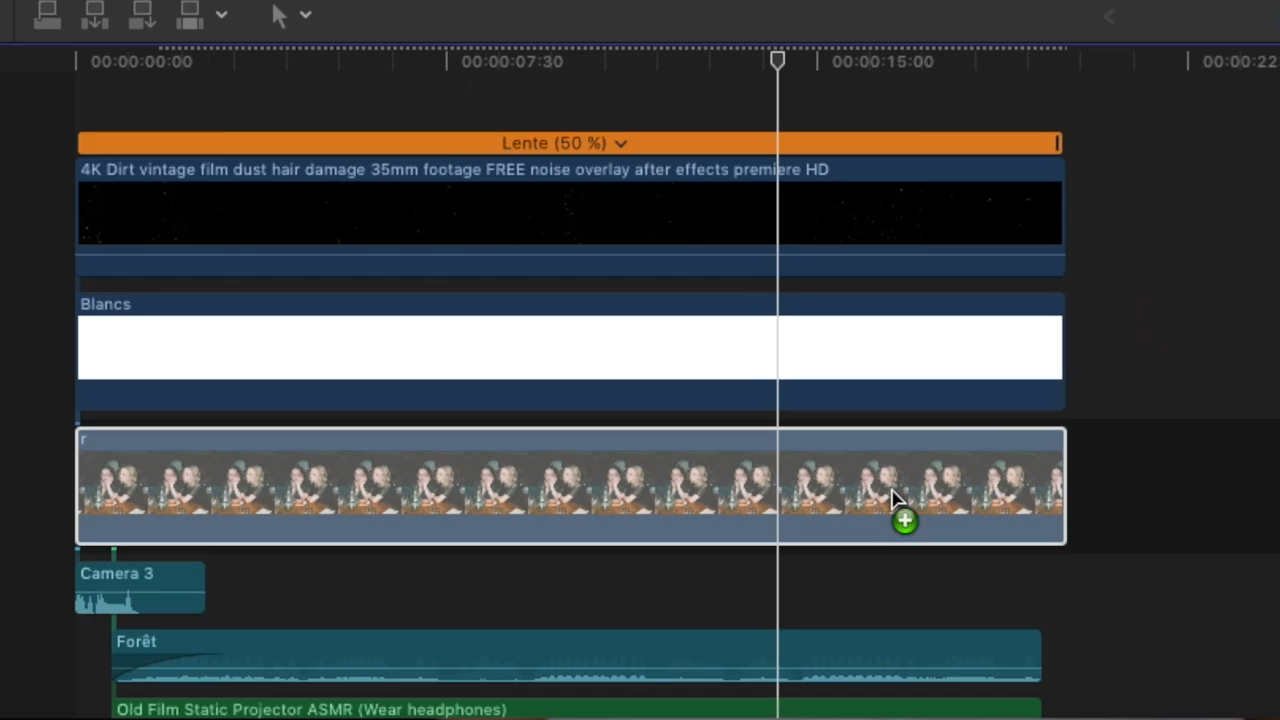 00:00:00:00 00:00:07:30 00:00:15:00 00:00:22
Lente (50 %)
4K Dirt vintage film dust hair damage 35mm footage FREE noise overlay after effects premiere HD
Blancs
r
Camera 3
Forêt
Old Film Static Projector ASMR (Wear headphones)